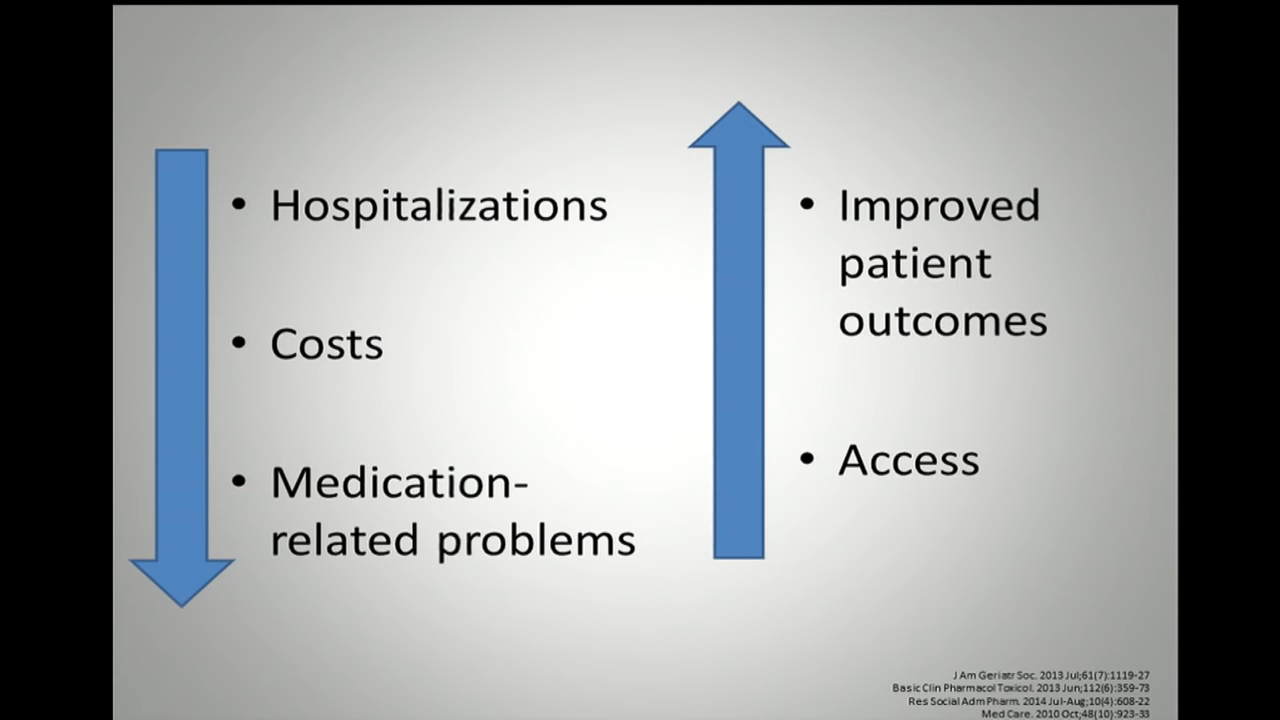 • Hospitalizations
• Costs
• Medication-
related problems
• Improved
patient
outcomes
• Access
J Am Geriatr Soc. 2013 Jul;61(7):1119-27
Basic Clin Pharmacol Toxicol. 2013 Jun;112(6):359-73
Res Social Adm Pharm. 2014 Jul-Aug;10(4):608-22
Med Care. 2010 Oct;48(10):923-33